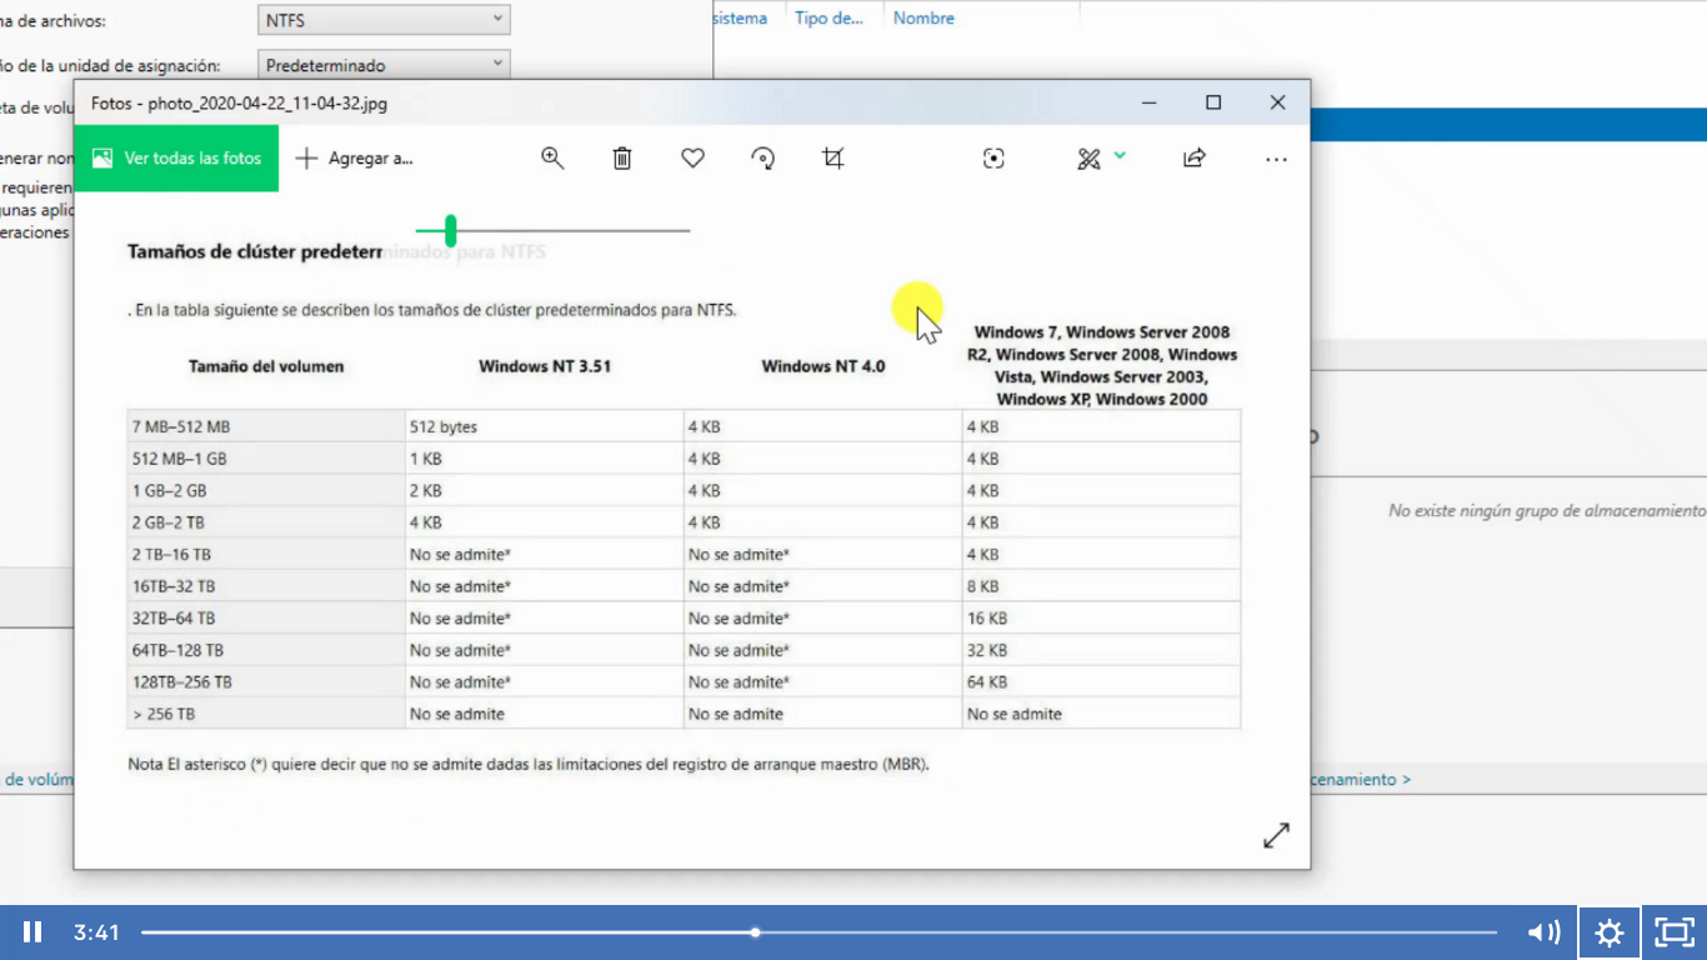 ma de archivos: NTFS
sistema Tipo de... Nombre
ño de la unidad de asignación: Predeterminado
eta de volu
Fotos - photo_2020-04-22_11-04-32.jpg
Ver todas las fotos Agregar a... ...
enerar non
requieren
gunas aplic
eraciones
Tamaños de clúster predeterminados para NTFS
. En la tabla siguiente se describen los tamaños de clúster predeterminados para NTFS.
Tamaño del volumen Windows NT 3.51 Windows NT 4.0 Windows 7, Windows Server 2008
R2, Windows Server 2008, Windows
Vista, Windows Server 2003,
Windows XP, Windows 2000
7 MB–512 MB 512 bytes 4 KB 4 KB
512 MB–1 GB 1 KB 4 KB 4 KB
1 GB–2 GB 2 KB 4 KB 4 KB
2 GB–2 TB 4 KB 4 KB 4 KB
2 TB–16 TB No se admite* No se admite* 4 KB
16TB–32 TB No se admite* No se admite* 8 KB
32TB–64 TB No se admite* No se admite* 16 KB
64TB–128 TB No se admite* No se admite* 32 KB
128TB–256 TB No se admite* No se admite* 64 KB
> 256 TB No se admite No se admite No se admite
Nota El asterisco (*) quiere decir que no se admite dadas las limitaciones del registro de arranque maestro (MBR).
No existe ningún grupo de almacenamiento
de volúm
cenamiento >
3:41